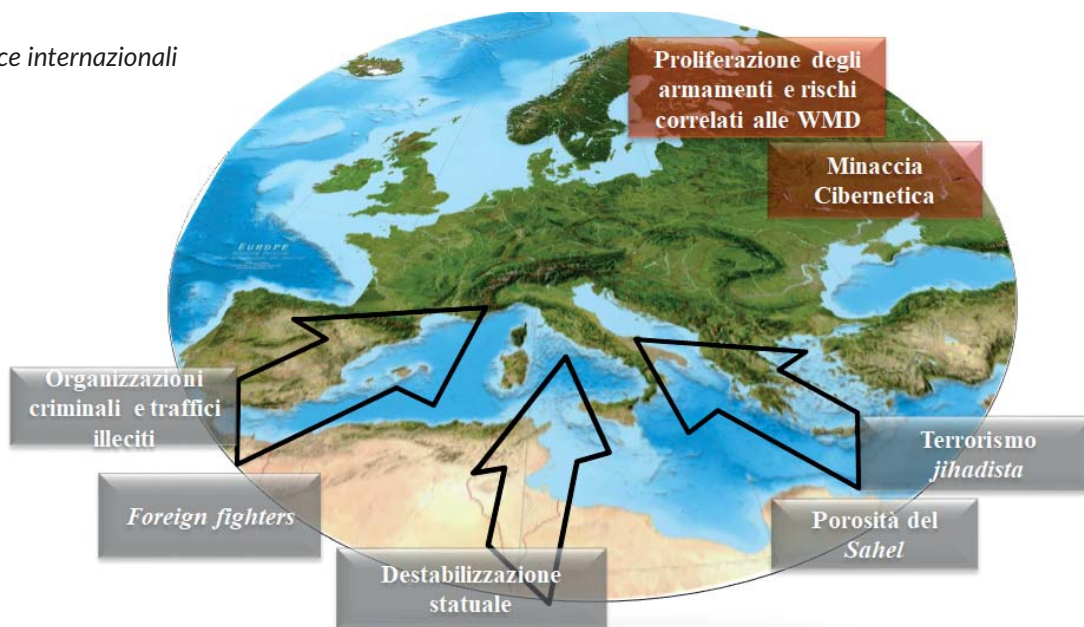 ce internazionali
Proliferazione degli
armamenti e rischi
correlati alle WMD
Minaccia
Cibernetica
EUROPE
Organizzazioni
criminali e traffici
illeciti
Terrorismo
jihadista
Foreign fighters
Porosità del
Sahel
Destabilizzazione
statuale